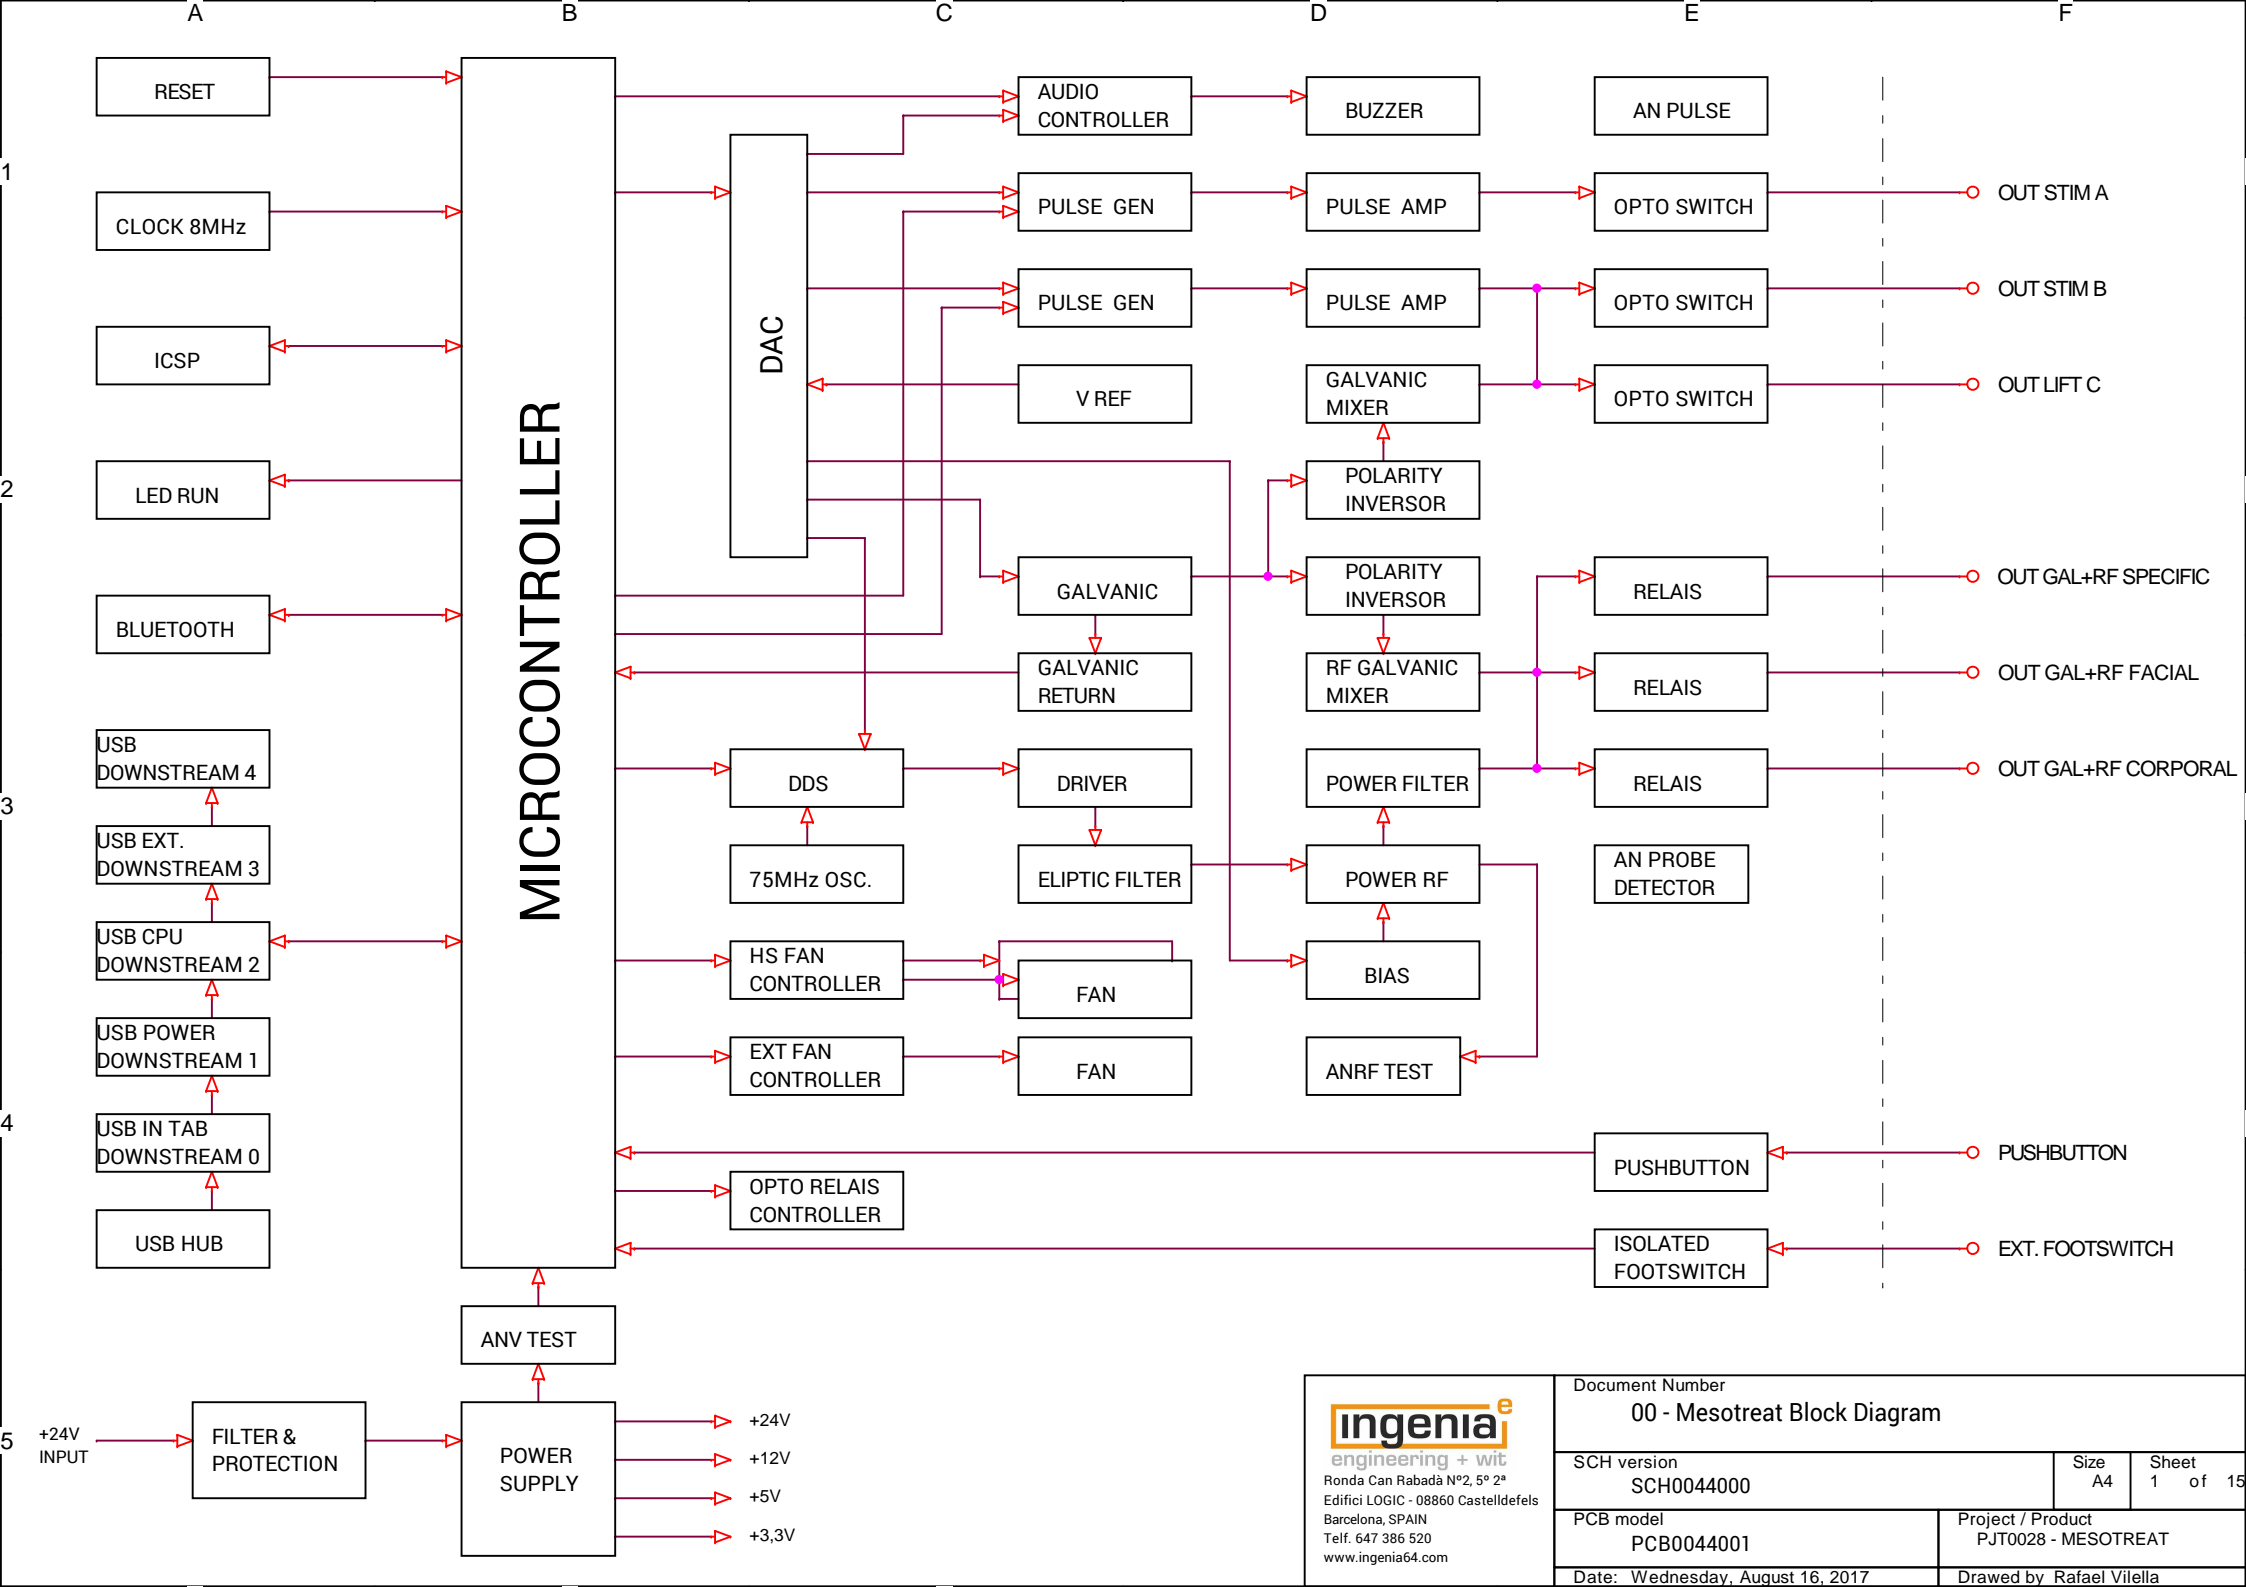 A
B
C
D
E
F
1
2
3
4
5
RESET
CLOCK 8MHz
ICSP
LED RUN
BLUETOOTH
USB
DOWNSTREAM 4
USB EXT.
DOWNSTREAM 3
USB CPU
DOWNSTREAM 2
USB POWER
DOWNSTREAM 1
USB IN TAB
DOWNSTREAM 0
USB HUB
MICROCONTROLLER
ANV TEST
+24V
INPUT
FILTER &
PROTECTION
POWER
SUPPLY
+24V
+12V
+5V
+3,3V
DAC
DDS
75MHz OSC.
HS FAN
CONTROLLER
EXT FAN
CONTROLLER
OPTO RELAIS
CONTROLLER
AUDIO
CONTROLLER
PULSE GEN
PULSE GEN
V REF
GALVANIC
GALVANIC
RETURN
DRIVER
ELIPTIC FILTER
FAN
FAN
BUZZER
PULSE AMP
PULSE AMP
GALVANIC
MIXER
POLARITY
INVERSOR
POLARITY
INVERSOR
RF GALVANIC
MIXER
POWER FILTER
POWER RF
BIAS
ANRF TEST
AN PULSE
OPTO SWITCH
OPTO SWITCH
OPTO SWITCH
RELAIS
RELAIS
RELAIS
AN PROBE
DETECTOR
PUSHBUTTON
ISOLATED
FOOTSWITCH
OUT STIM A
OUT STIM B
OUT LIFT C
OUT GAL+RF SPECIFIC
OUT GAL+RF FACIAL
OUT GAL+RF CORPORAL
PUSHBUTTON
EXT. FOOTSWITCH
ingenia e
engineering + wit
Ronda Can Rabadà Nº2, 5º 2ª
Edifici LOGIC - 08860 Castelldefels
Barcelona, SPAIN
Telf. 647 386 520
www.ingenia64.com
Document Number
00 - Mesotreat Block Diagram
SCH version
SCH0044000
Size
A4
Sheet
1 of 15
PCB model
PCB0044001
Project / Product
PJT0028 - MESOTREAT
Date: Wednesday, August 16, 2017
Drawed by Rafael Vilella